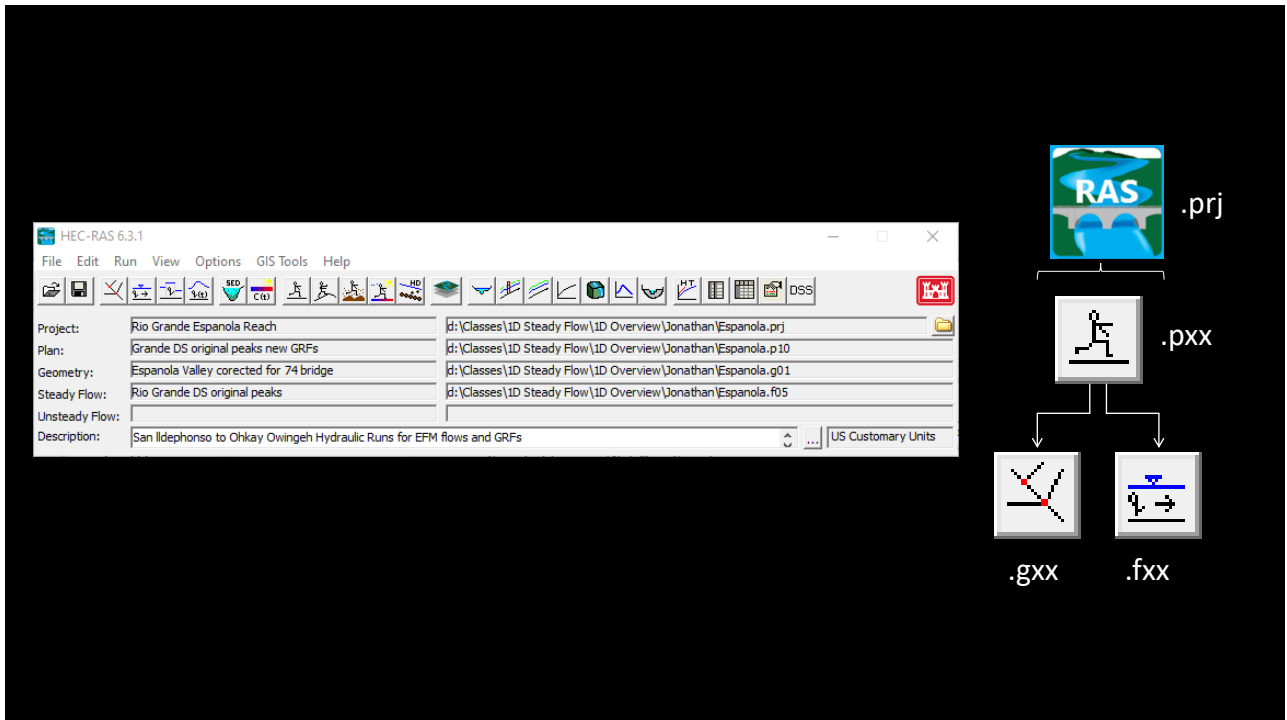 HEC-RAS 6.3.1
File Edit Run View Options GIS Tools Help
SED C(t) HD HT DSS
Project: Rio Grande Espanola Reach d:\Classes\1D Steady Flow\1D Overview\Jonathan\Espanola.prj
Plan: Grande DS original peaks new GRFs d:\Classes\1D Steady Flow\1D Overview\Jonathan\Espanola.p10
Geometry: Espanola Valley corected for 74 bridge d:\Classes\1D Steady Flow\1D Overview\Jonathan\Espanola.g01
Steady Flow: Rio Grande DS original peaks d:\Classes\1D Steady Flow\1D Overview\Jonathan\Espanola.f05
Unsteady Flow:
Description: San Ildephonso to Ohkay Owingeh Hydraulic Runs for EFM flows and GRFs ... US Customary Units
RAS
.prj
.pxx
.gxx
.fxx